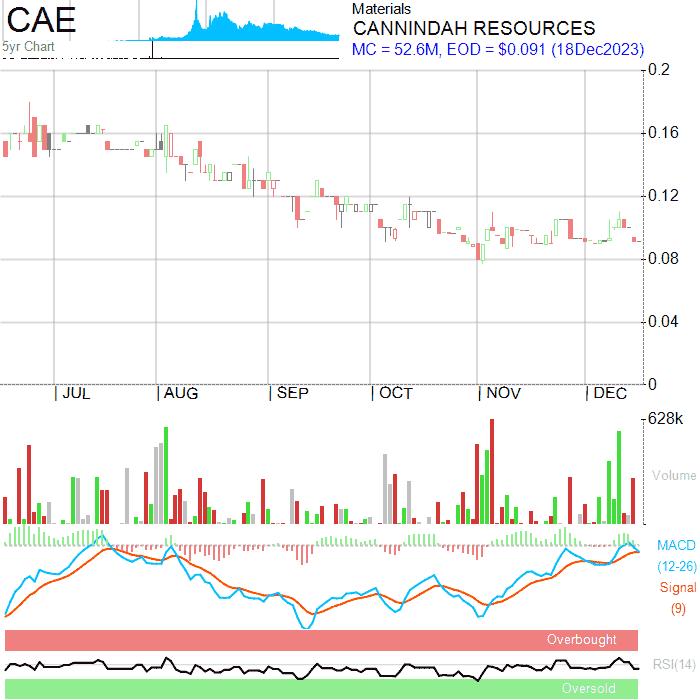 CAE
5yr Chart
Materials
CANNINDAH RESOURCES
MC = 52.6M, EOD = $0.091 (18Dec2023)
0.2
0.16
0.12
0.08
0.04
0
JUL AUG SEP OCT NOV DEC
628k
Volume
MACD
(12-26)
Signal
(9)
Overbought
RSI(14)
Oversold